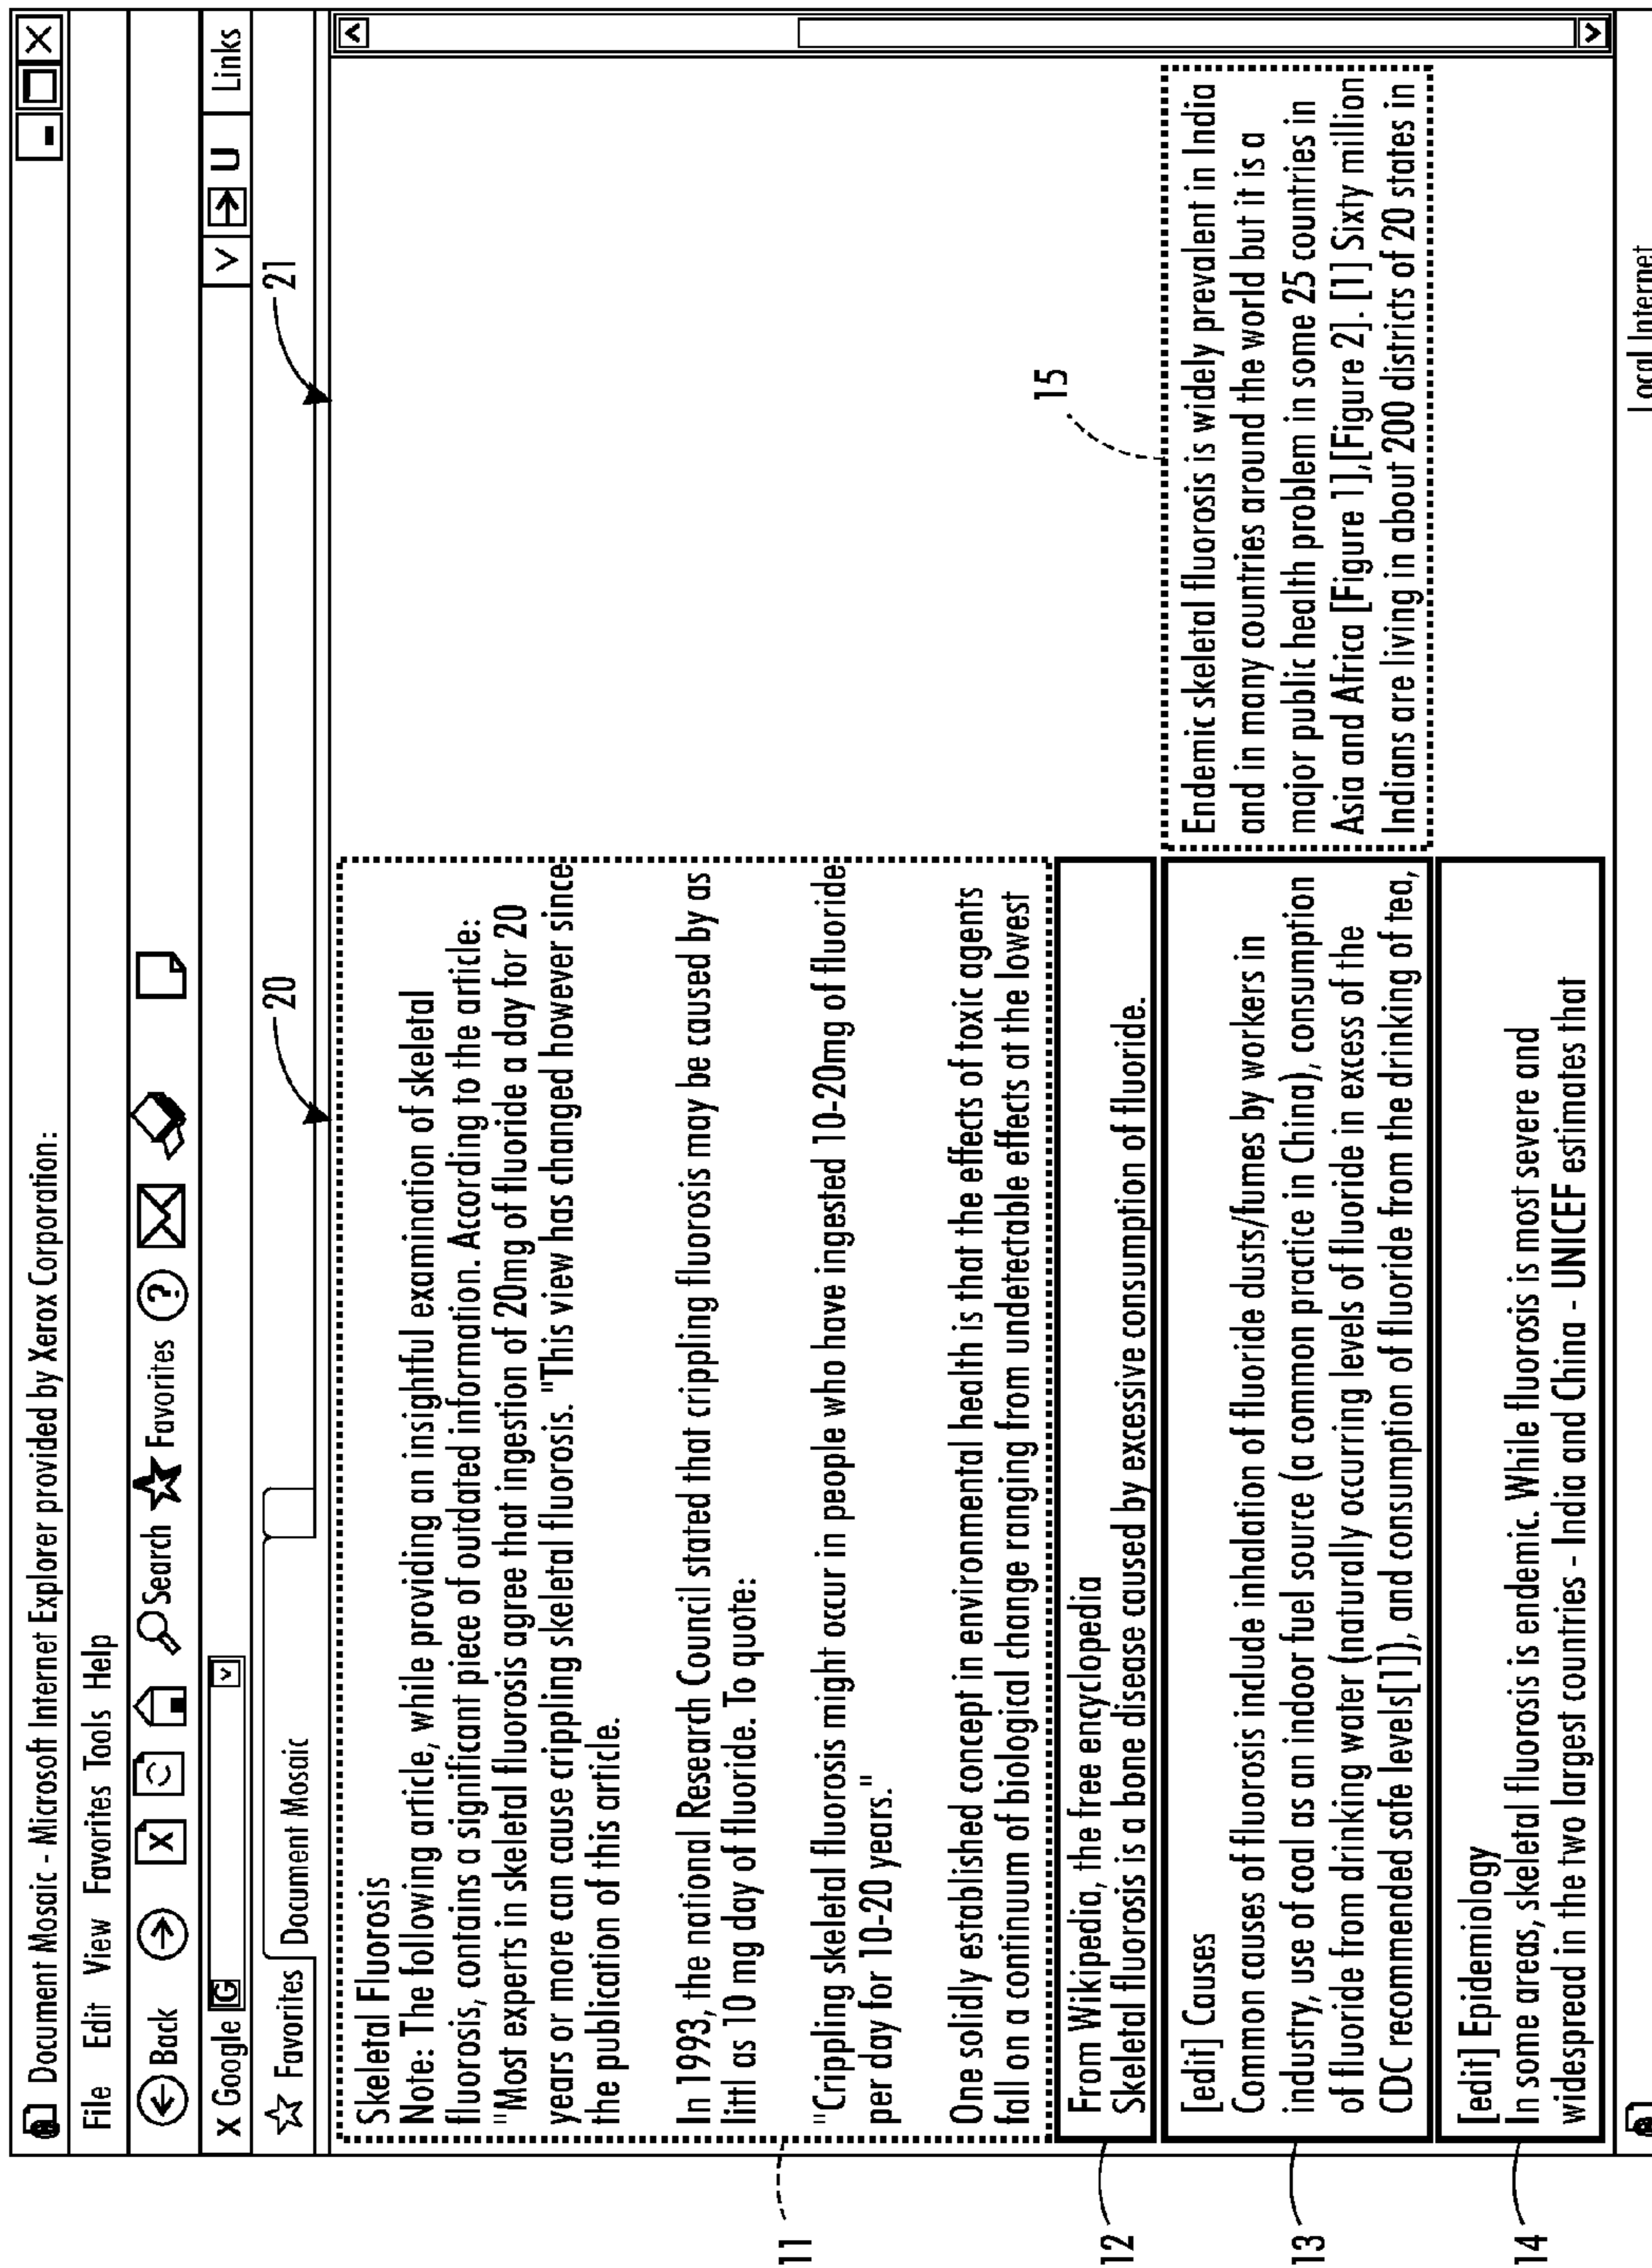 Document Mosaic - Microsoft Internet Explorer provided by Xerox Corporation:
File Edit View Favorites Tools Help
Back X Search Favorites ?
X Google G V U Links
Favorites Document Mosaic
20
21
Skeletal Fluorosis
Note: The following article, while providing an insightful examination of skeletal
fluorosis, contains a significant piece of outdated information. According to the article:
"Most experts in skeletal fluorosis agree that ingestion of 20mg of fluoride a day for 20
years or more can cause crippling skeletal fluorosis. "This view has changed however since
the publication of this article.
In 1993, the national Research Council stated that crippling fluorosis may be caused by as
littl as 10 mg day of fluoride. To quote:
"Crippling skeletal fluorosis might occur in people who have ingested 10-20mg of fluoride
per day for 10-20 years."
One solidly established concept in environmental health is that the effects of toxic agents
fall on a continuum of biological change ranging from undetectable effects at the lowest
11
From Wikipedia, the free encyclopedia
Skeletal fluorosis is a bone disease caused by excessive consumption of fluoride.
12
[edit] Causes
Common causes of fluorosis include inhalation of fluoride dusts/fumes by workers in
industry, use of coal as an indoor fuel source (a common practice in China), consumption
of fluoride from drinking water (naturally occurring levels of fluoride in excess of the
CDC recommended safe levels[1]), and consumption of fluoride from the drinking of tea,
13
15
Endemic skeletal fluorosis is widely prevalent in India
and in many countries around the world but it is a
major public health problem in some 25 countries in
Asia and Africa [Figure 1],[Figure 2]. [1] Sixty million
Indians are living in about 200 districts of 20 states in
[edit] Epidemiology
In some areas, skeletal fluorosis is endemic. While fluorosis is most severe and
widespread in the two largest countries - India and China - UNICEF estimates that
14
Local Internet